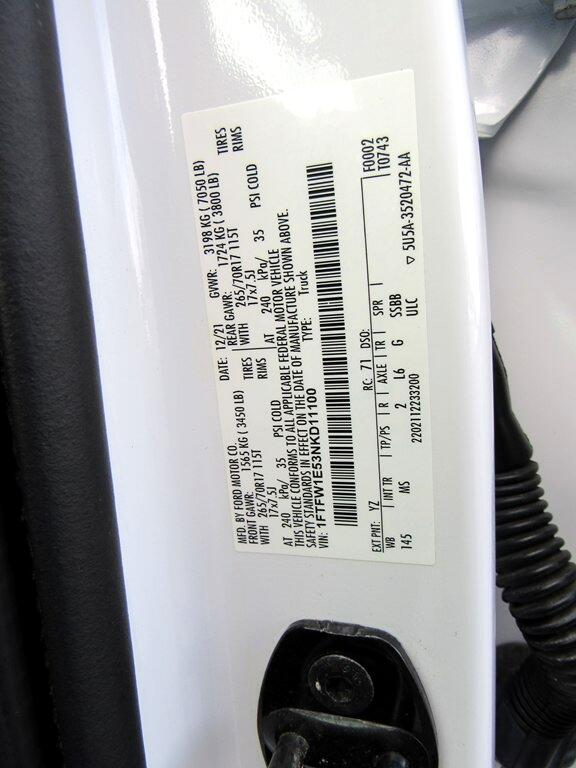 MFD. BY FORD MOTOR CO.
DATE: 12/21 GVWR: 3198 KG ( 7050 LB)
FRONT GAWR: 1565 KG ( 3450 LB) REAR GAWR: 1724 KG ( 3800 LB)
WITH 265/70R17 115T TIRES WITH 265/70R17 115T TIRES
17x7.5J RIMS 17x7.5J RIMS
AT 240 kPa/ 35 PSI COLD AT 240 kPa/ 35 PSI COLD
THIS VEHICLE CONFORMS TO ALL APPLICABLE FEDERAL MOTOR VEHICLE
SAFETY STANDARDS IN EFFECT ON THE DATE OF MANUFACTURE SHOWN ABOVE.
VIN: 1FTFW1E53NKD11100 TYPE: Truck
F0002
EXT PNT: YZ RC: 71 DSO: T0743
WB INT TR TP/PS R AXLE TR SPR
145 MS 2 L6 G SSBB
2202112233200 ULC
▽ 5U5A-3520472-AA